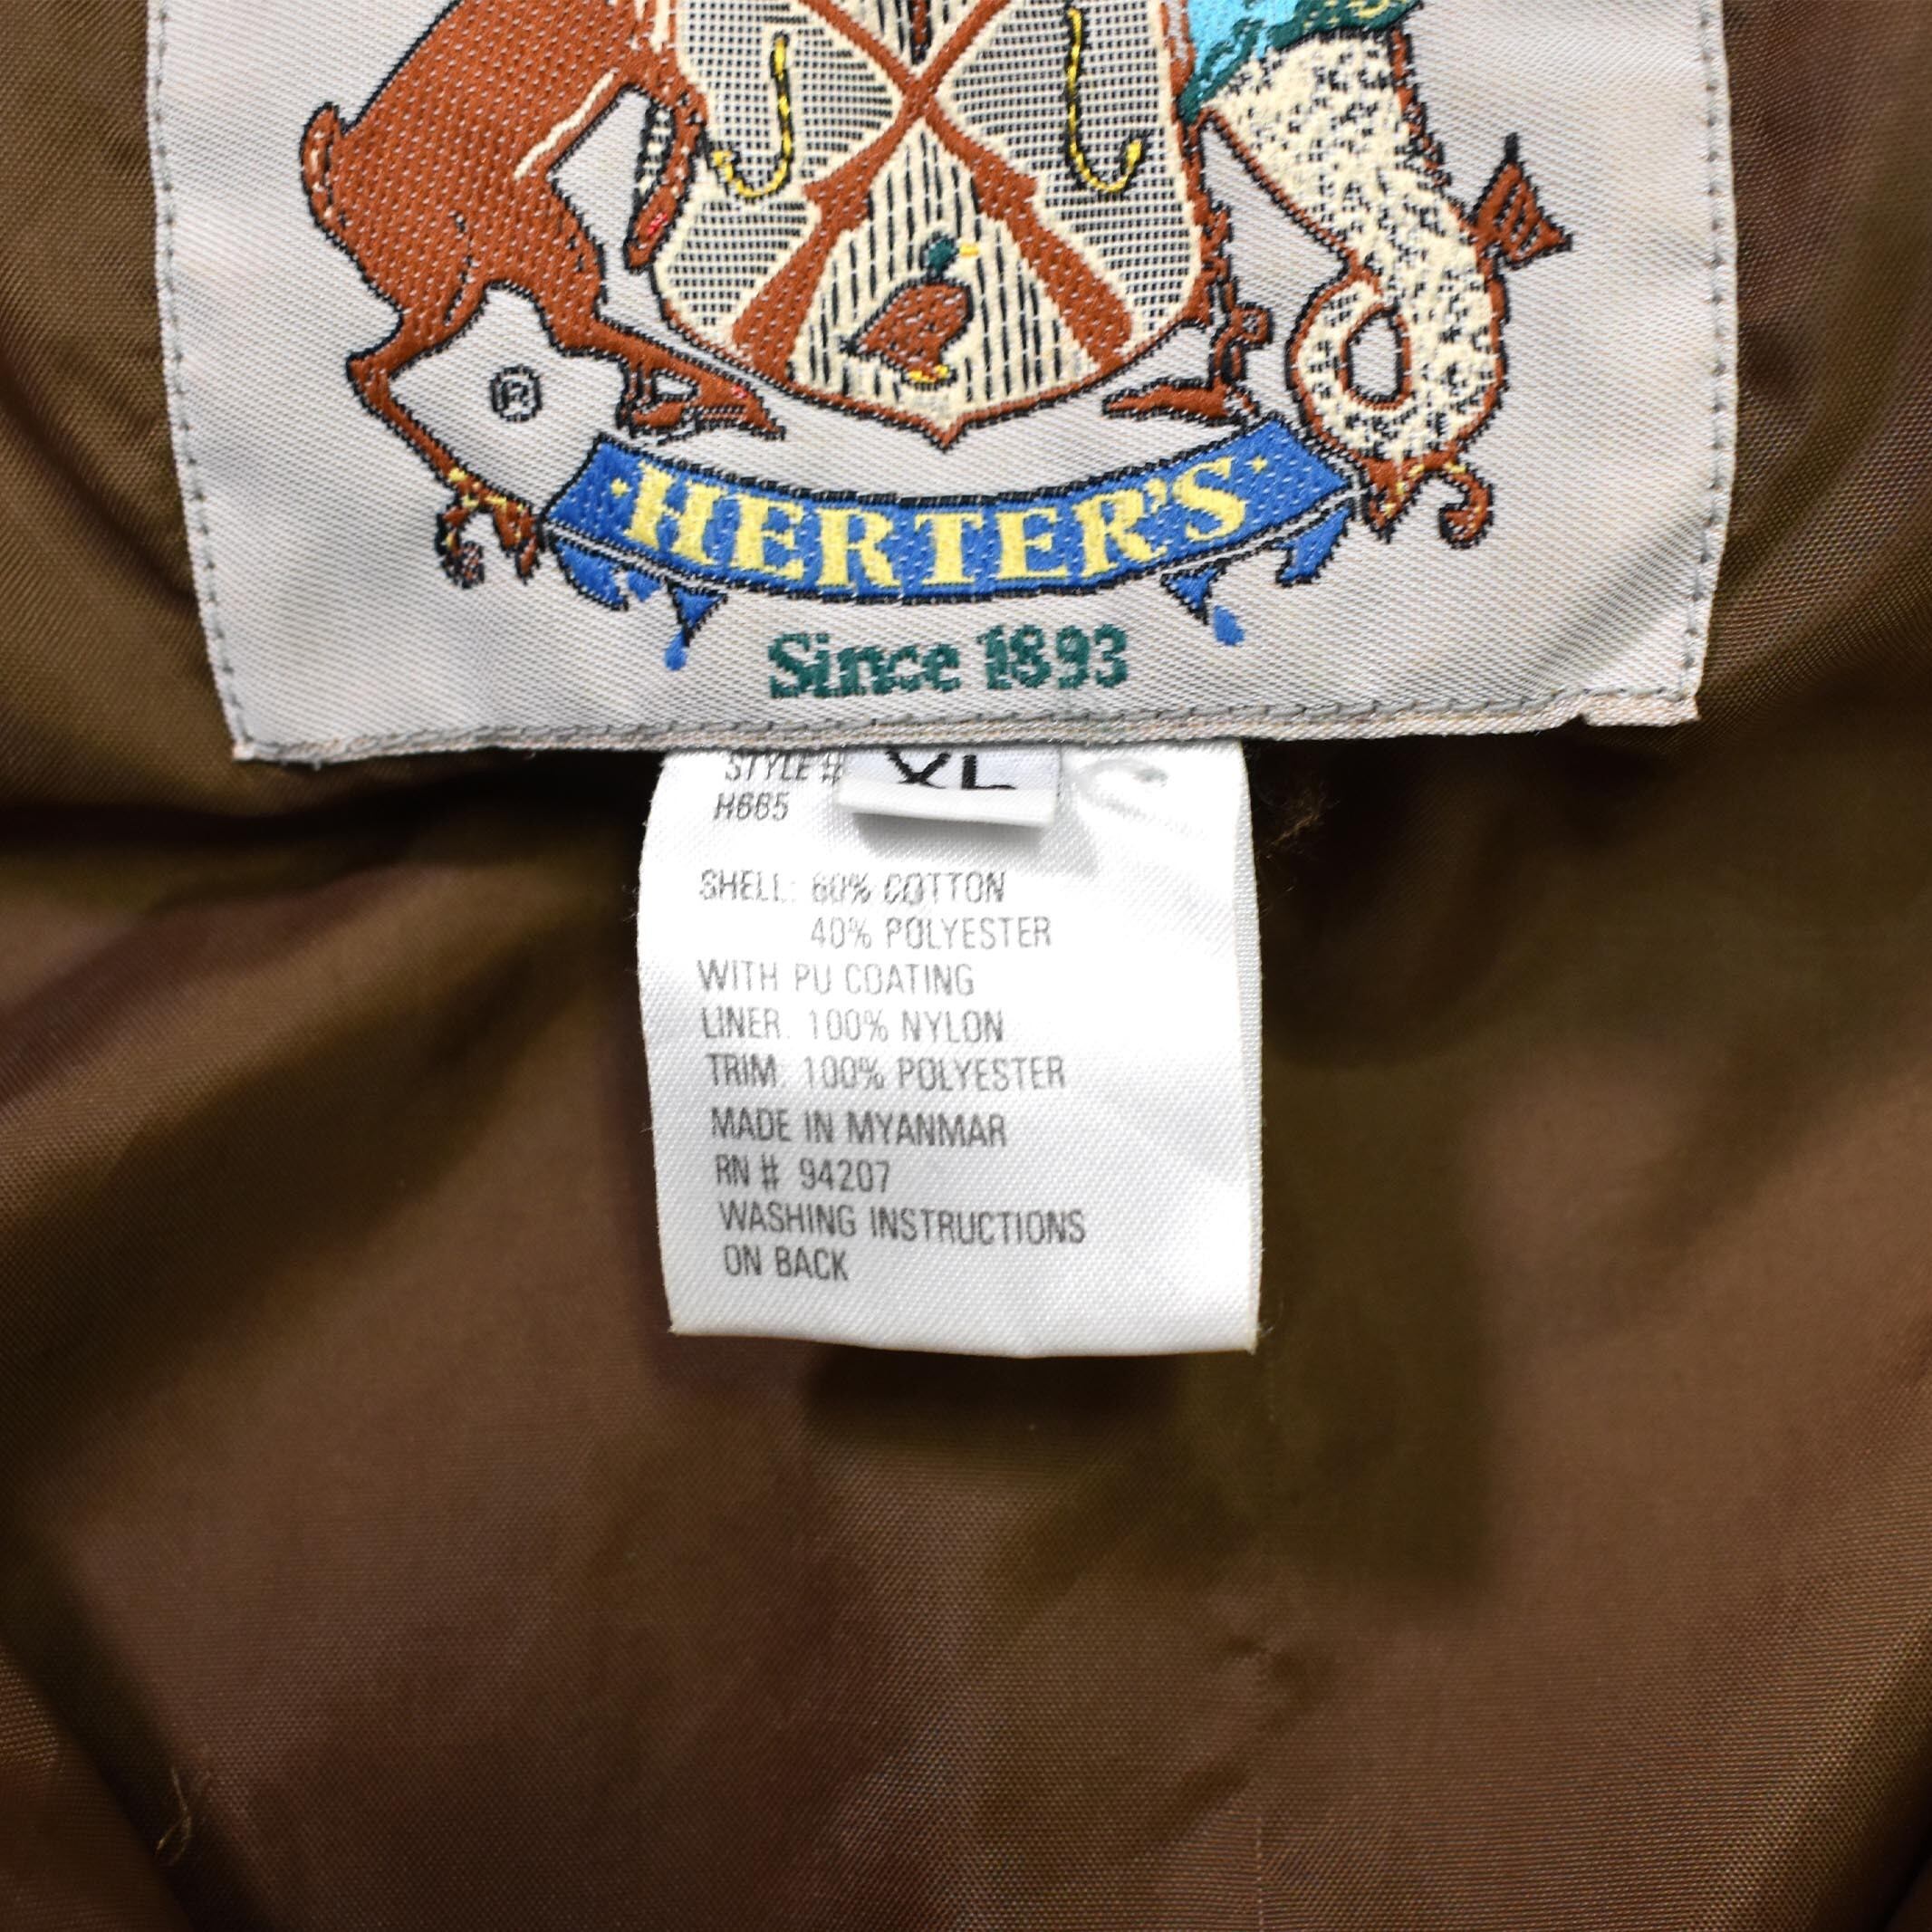 ®
·HERTER'S·
Since 1893
STYLE # XL
H665
SHELL: 60% COTTON
40% POLYESTER
WITH PU COATING
LINER: 100% NYLON
TRIM: 100% POLYESTER
MADE IN MYANMAR
RN # 94207
WASHING INSTRUCTIONS
ON BACK